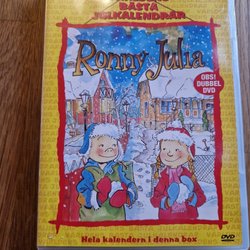 BÄSTA
JULKALENDRAR
Ronny Julia
OBS!
DUBBEL
DVD
Hela kalendern i denna box
DVD